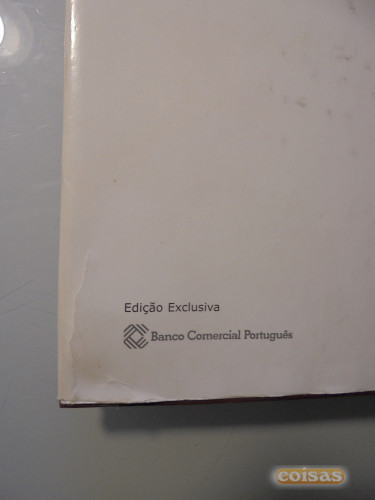 Edição Exclusiva
Banco Comercial Português
coisas